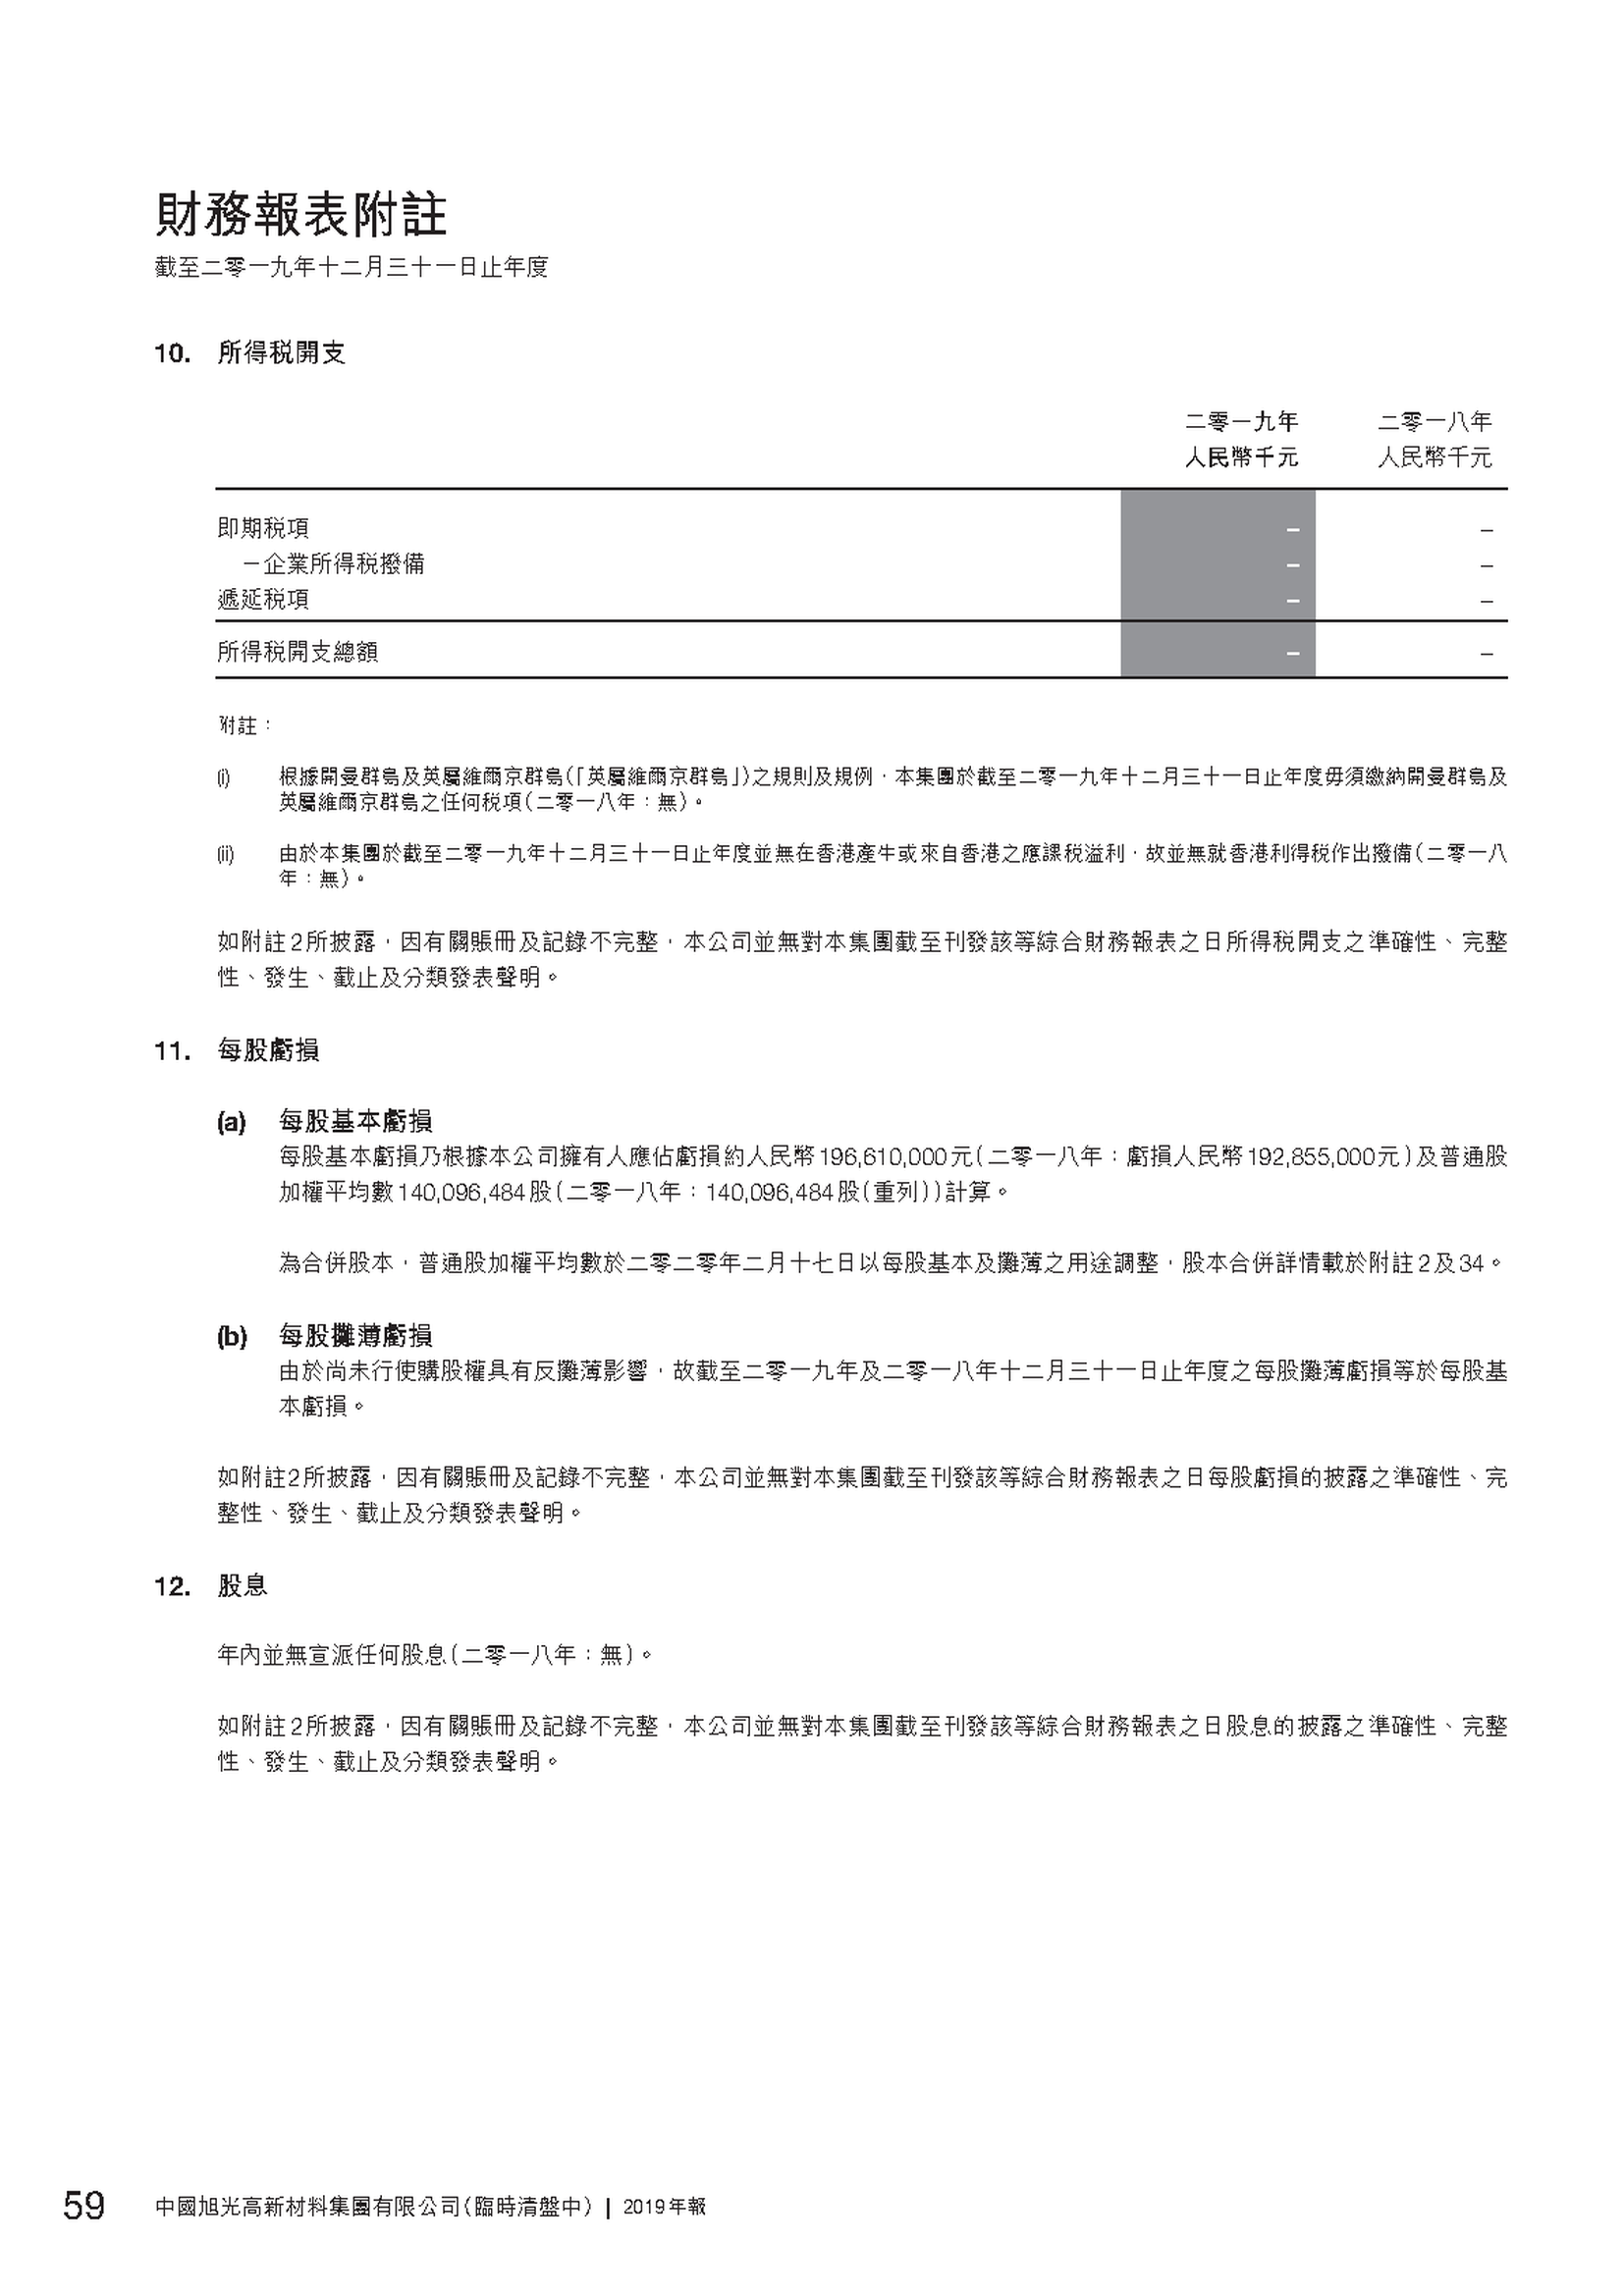 財務報表附註
截至二零一九年十二月三十一日止年度
10. 所得税開支
二零一九年 二零一八年
人民幣千元 人民幣千元
即期税項 – –
－企業所得税撥備 – –
遞延税項 – –
所得税開支總額 – –
附註：
(i) 根據開曼群島及英屬維爾京群島(「英屬維爾京群島」)之規則及規例，本集團於截至二零一九年十二月三十一日止年度毋須繳納開曼群島及
英屬維爾京群島之任何税項(二零一八年：無)。
(ii) 由於本集團於截至二零一九年十二月三十一日止年度並無在香港產生或來自香港之應課税溢利，故並無就香港利得税作出撥備(二零一八
年：無)。
如附註2所披露，因有關賬冊及記錄不完整，本公司並無對本集團截至刊發該等綜合財務報表之日所得税開支之準確性、完整
性、發生、截止及分類發表聲明。
11. 每股虧損
(a) 每股基本虧損
每股基本虧損乃根據本公司擁有人應佔虧損約人民幣196,610,000元(二零一八年：虧損人民幣192,855,000元)及普通股
加權平均數140,096,484股(二零一八年：140,096,484股(重列))計算。
為合併股本，普通股加權平均數於二零二零年二月十七日以每股基本及攤薄之用途調整，股本合併詳情載於附註2及34。
(b) 每股攤薄虧損
由於尚未行使購股權具有反攤薄影響，故截至二零一九年及二零一八年十二月三十一日止年度之每股攤薄虧損等於每股基
本虧損。
如附註2所披露，因有關賬冊及記錄不完整，本公司並無對本集團截至刊發該等綜合財務報表之日每股虧損的披露之準確性、完
整性、發生、截止及分類發表聲明。
12. 股息
年內並無宣派任何股息(二零一八年：無)。
如附註2所披露，因有關賬冊及記錄不完整，本公司並無對本集團截至刊發該等綜合財務報表之日股息的披露之準確性、完整
性、發生、截止及分類發表聲明。
59 中國旭光高新材料集團有限公司(臨時清盤中) | 2019年報